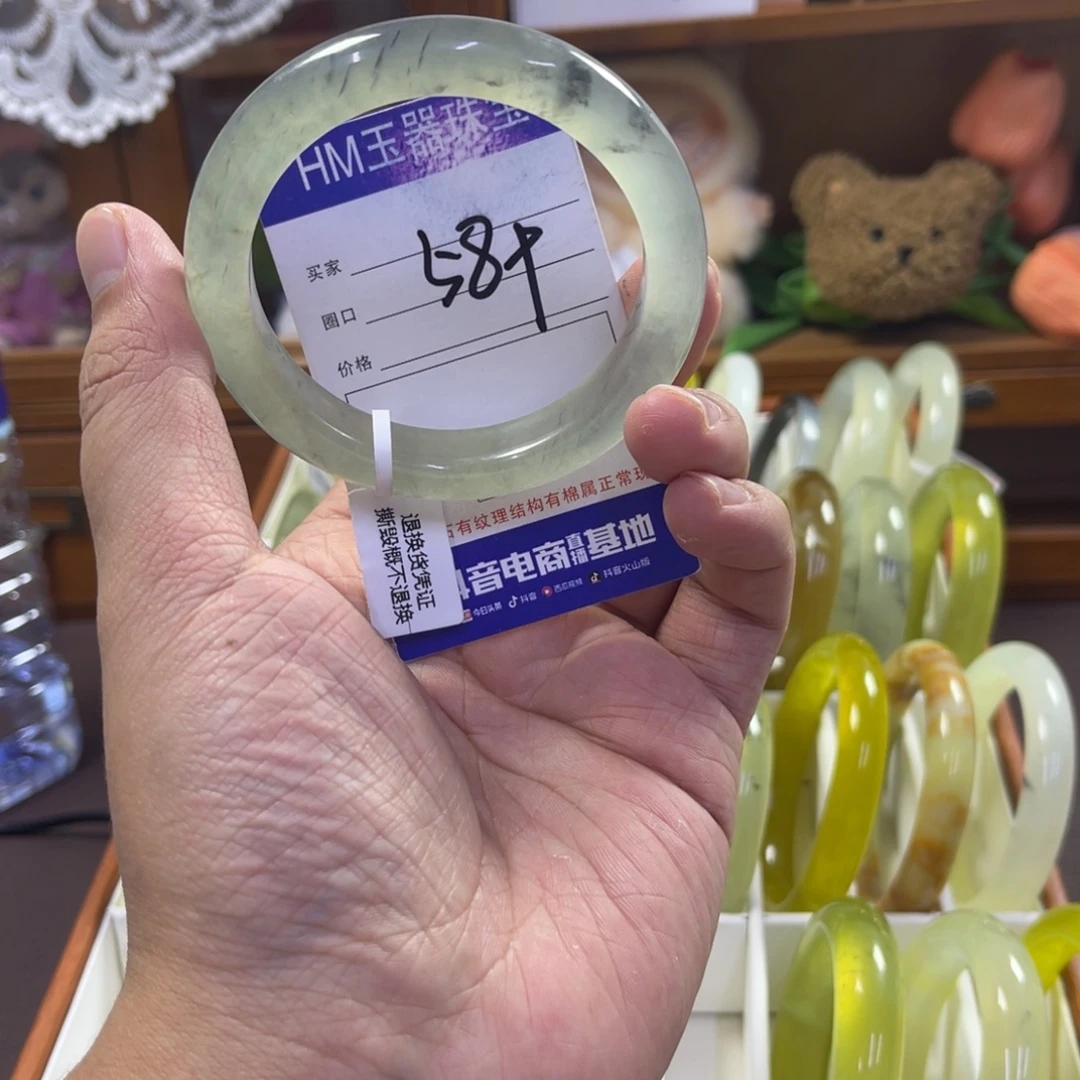 HM玉器珠宝
买家
58+
圈口
价格
石有纹理结构有棉属正常现
抖音电商直播基地
今日头条 抖音 西瓜视频 抖音火山版
退换货凭证
撕毁概不退换